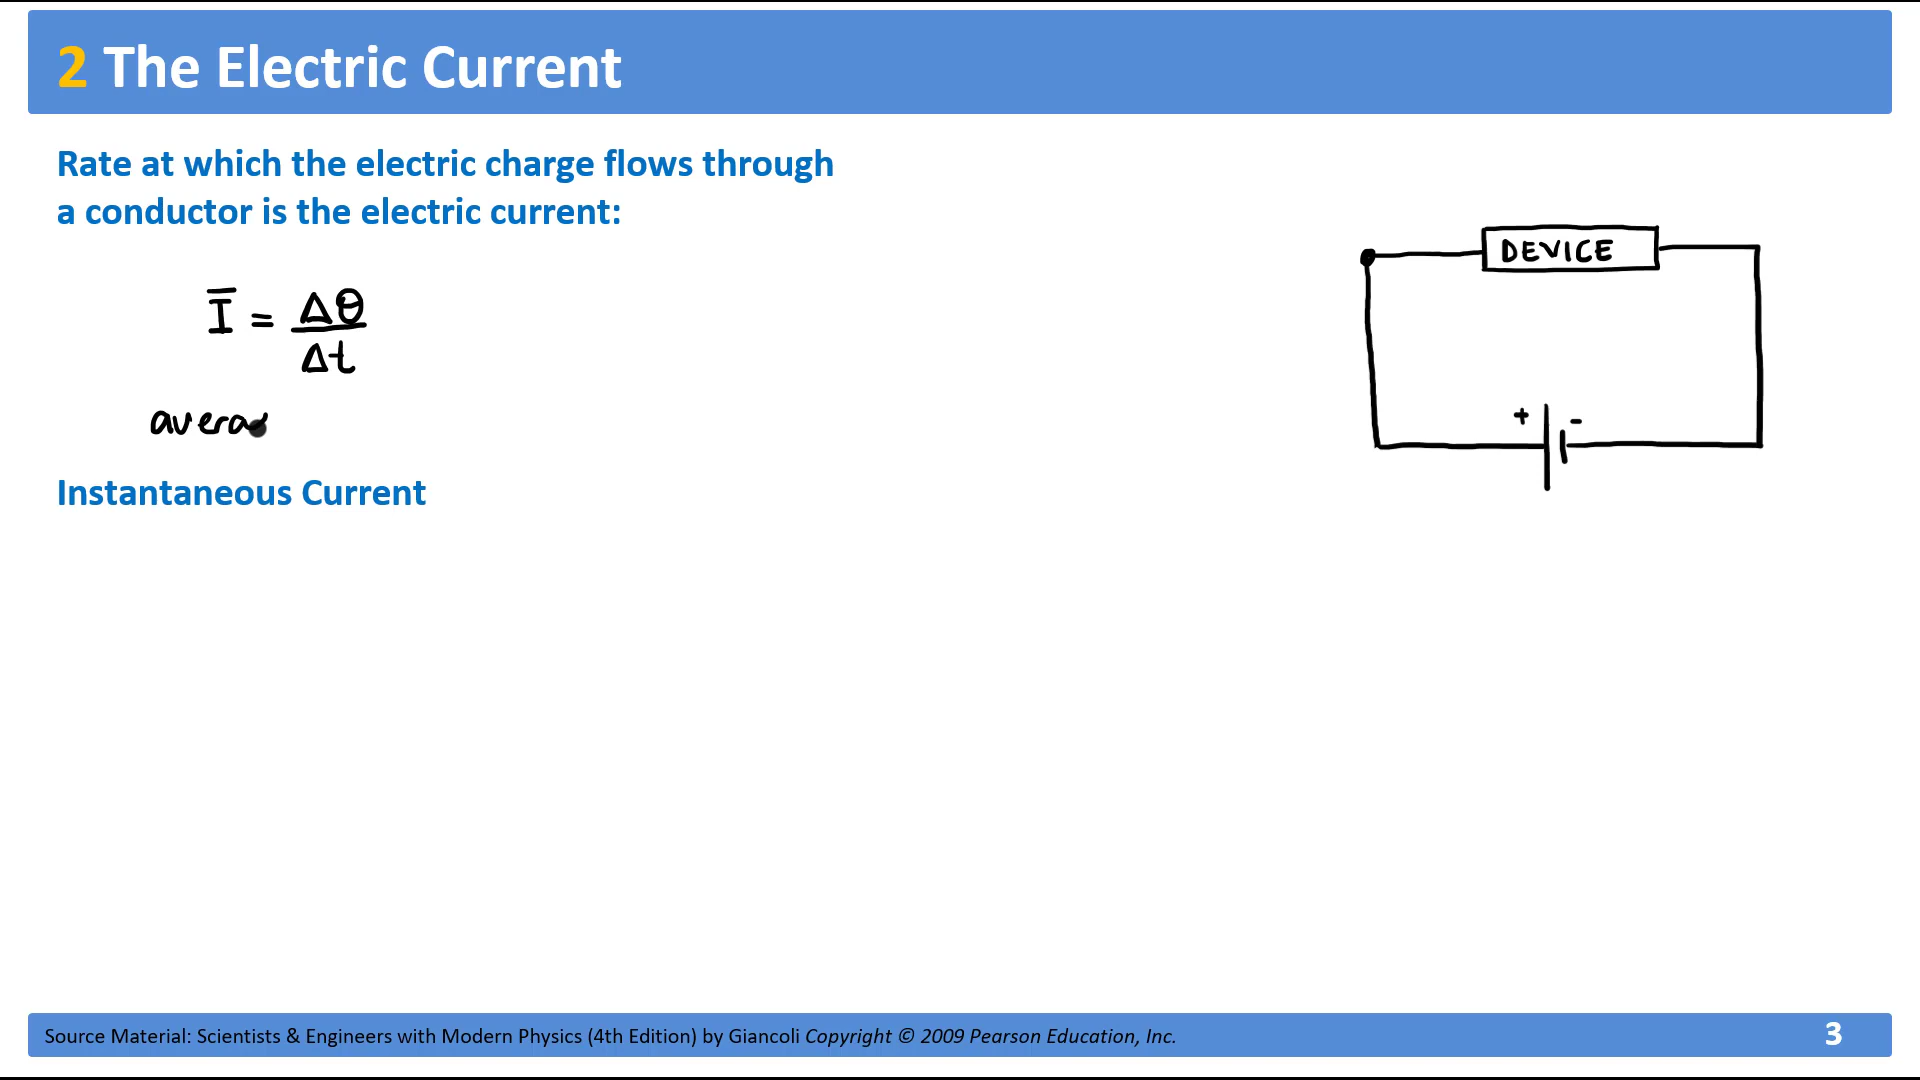 2 The Electric Current
Rate at which the electric charge flows through
a conductor is the electric current:
Ī = Δθ
Δt
DEVICE
+ -
Instantaneous Current
Source Material: Scientists & Engineers with Modern Physics (4th Edition) by Giancoli Copyright © 2009 Pearson Education, Inc.
3